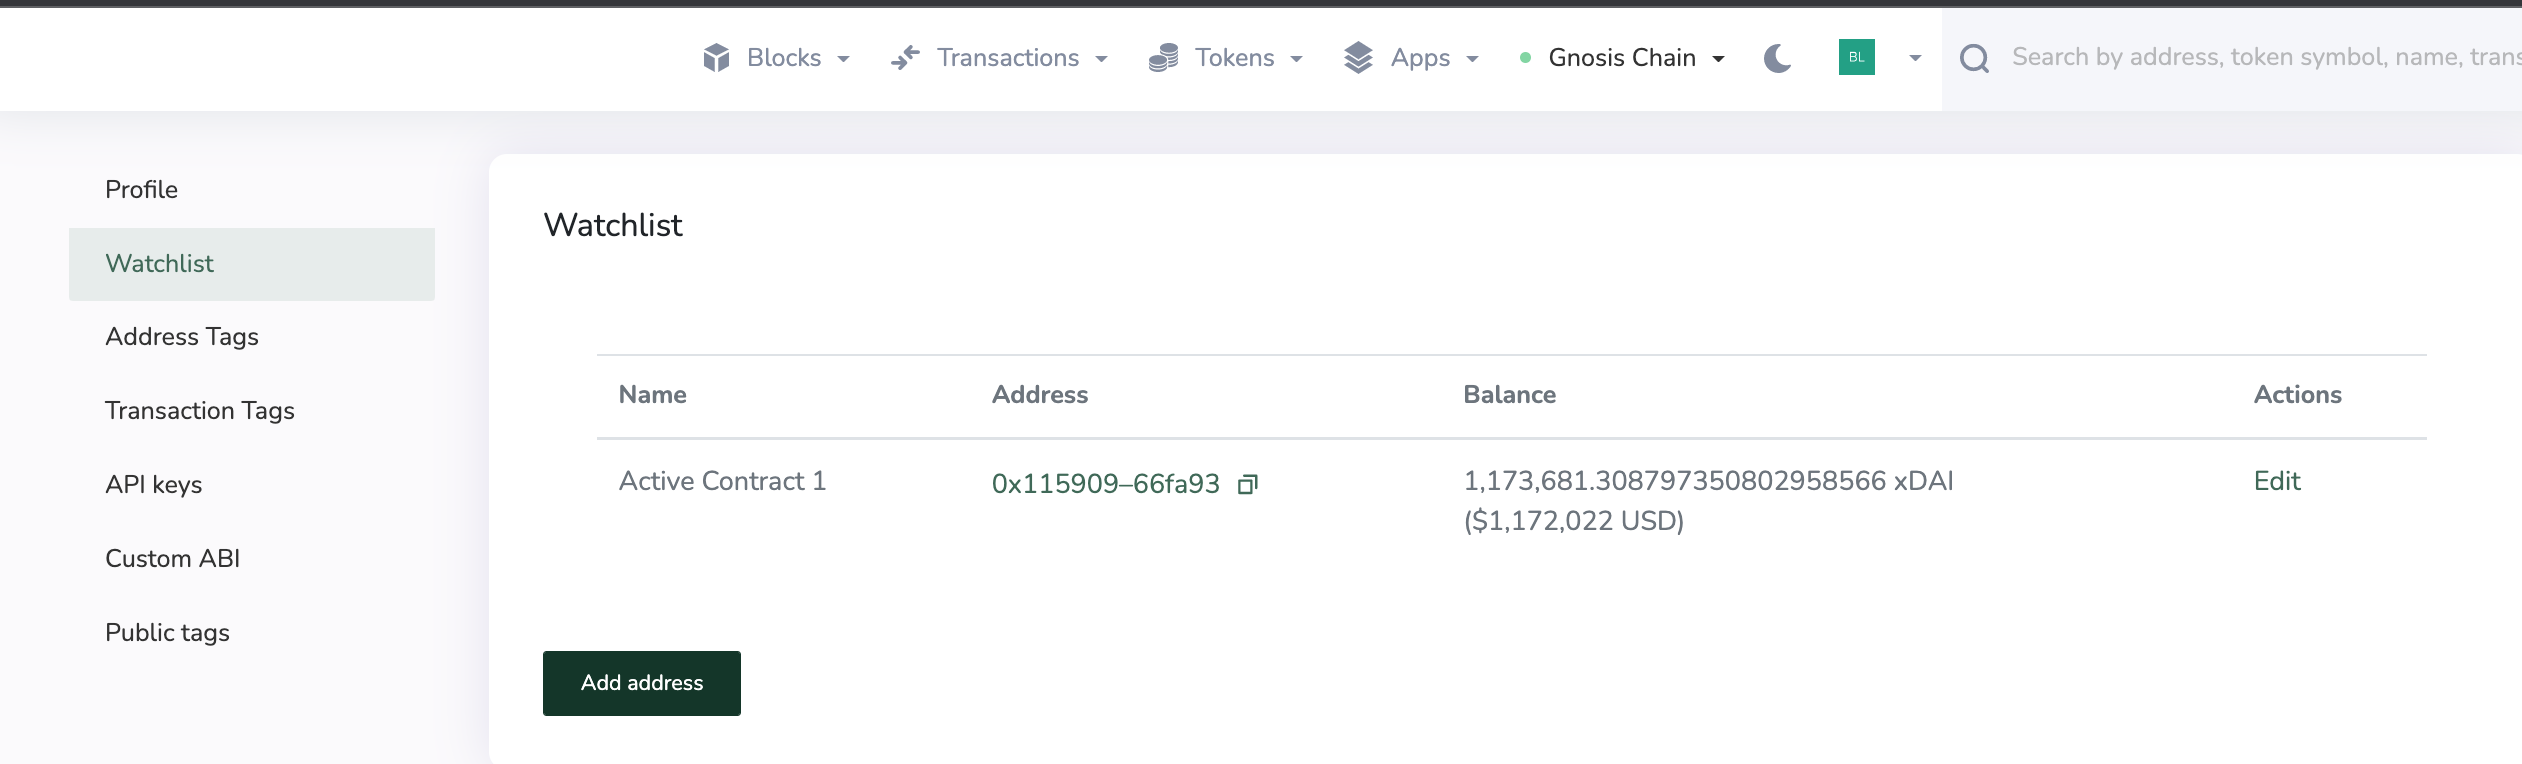 Blocks Transactions Tokens Apps Gnosis Chain BL Search by address, token symbol, name, trans
Profile
Watchlist
Address Tags
Transaction Tags
API keys
Custom ABI
Public tags
Watchlist
Name Address Balance Actions
Active Contract 1 0x115909–66fa93 1,173,681.308797350802958566 xDAI Edit
($1,172,022 USD)
Add address